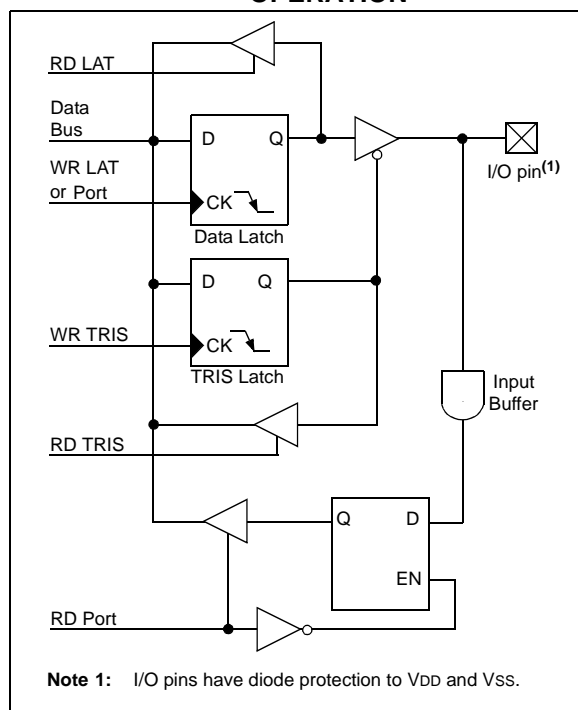 OPERATION
RD LAT
Data
Bus
D Q
WR LAT
or Port
CK
Data Latch
I/O pin(1)
D Q
WR TRIS
CK
TRIS Latch
Input
Buffer
RD TRIS
Q D
EN
RD Port
Note 1: I/O pins have diode protection to VDD and VSS.